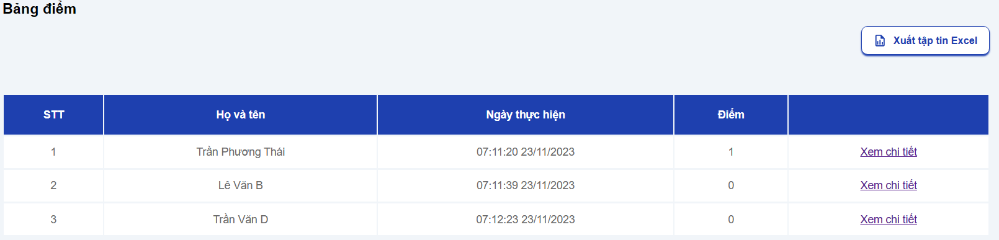 Bảng điểm
Xuất tập tin Excel
STT Họ và tên Ngày thực hiện Điểm
1 Trần Phương Thái 07:11:20 23/11/2023 1 Xem chi tiết
2 Lê Văn B 07:11:39 23/11/2023 0 Xem chi tiết
3 Trần Văn D 07:12:23 23/11/2023 0 Xem chi tiết